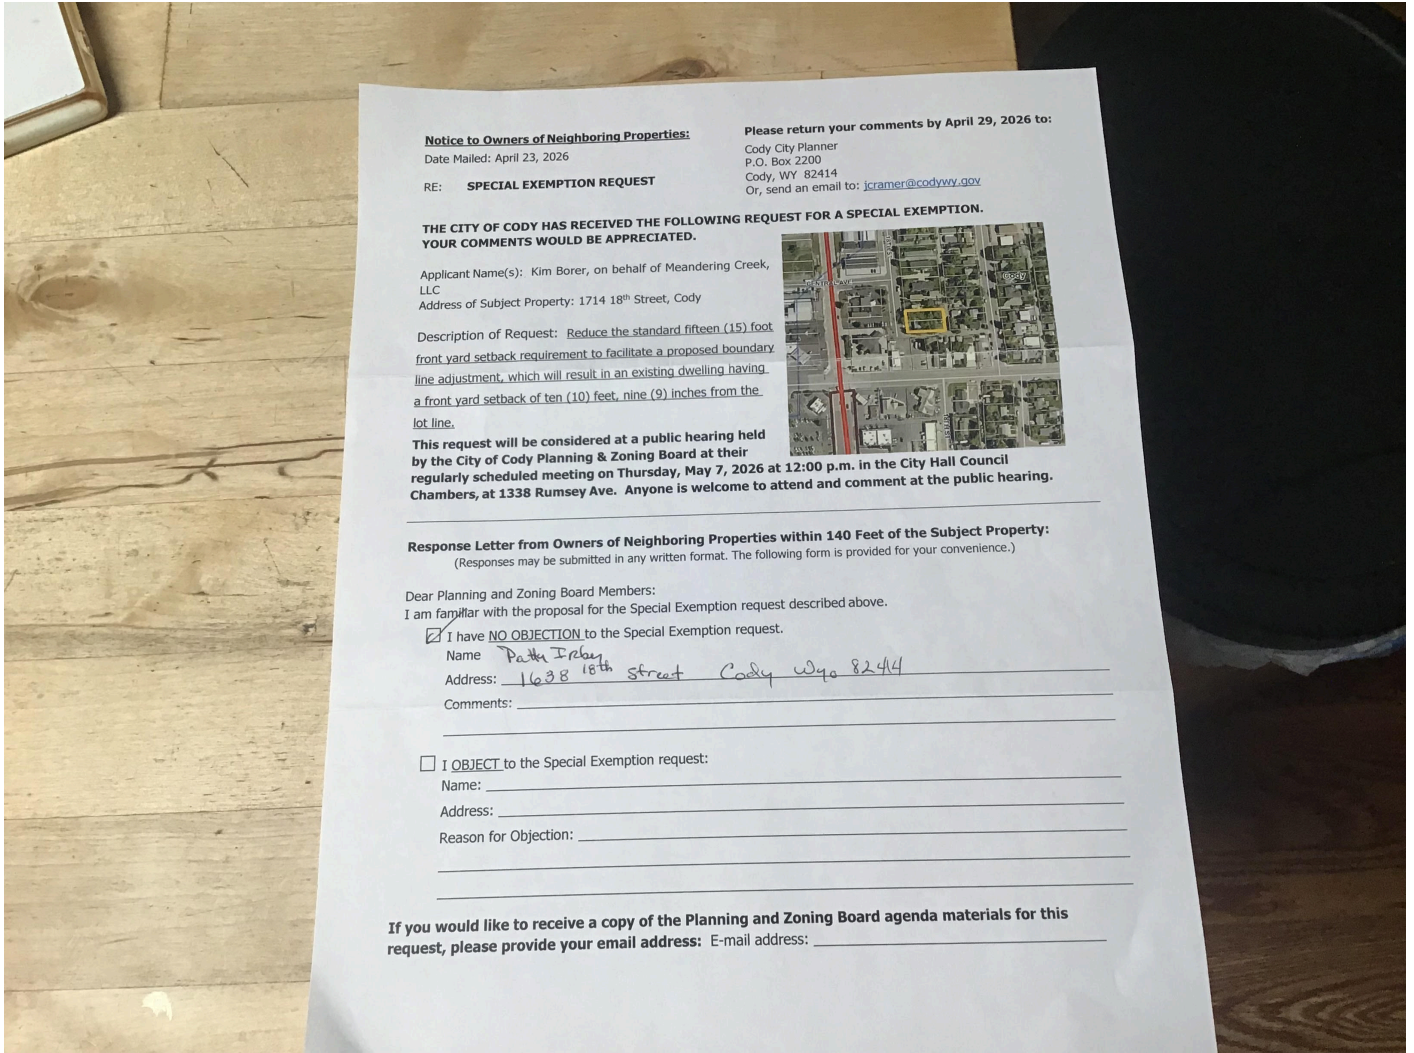 Notice to Owners of Neighboring Properties:
Date Mailed: April 23, 2026
RE: SPECIAL EXEMPTION REQUEST
Please return your comments by April 29, 2026 to:
Cody City Planner
P.O. Box 2200
Cody, WY 82414
Or, send an email to: jcramer@codywy.gov
THE CITY OF CODY HAS RECEIVED THE FOLLOWING REQUEST FOR A SPECIAL EXEMPTION.
YOUR COMMENTS WOULD BE APPRECIATED.
Applicant Name(s): Kim Borer, on behalf of Meandering Creek,
LLC
Address of Subject Property: 1714 18th Street, Cody
Description of Request: Reduce the standard fifteen (15) foot
front yard setback requirement to facilitate a proposed boundary
line adjustment, which will result in an existing dwelling having
a front yard setback of ten (10) feet, nine (9) inches from the
lot line.
Cody
This request will be considered at a public hearing held
by the City of Cody Planning & Zoning Board at their
regularly scheduled meeting on Thursday, May 7, 2026 at 12:00 p.m. in the City Hall Council
Chambers, at 1338 Rumsey Ave. Anyone is welcome to attend and comment at the public hearing.
Response Letter from Owners of Neighboring Properties within 140 Feet of the Subject Property:
(Responses may be submitted in any written format. The following form is provided for your convenience.)
Dear Planning and Zoning Board Members:
I am familiar with the proposal for the Special Exemption request described above.
I have NO OBJECTION to the Special Exemption request.
Name Patty Irby
Address: 1638 18th Street Cody Wyo 82414
Comments:
I OBJECT to the Special Exemption request:
Name:
Address:
Reason for Objection:
If you would like to receive a copy of the Planning and Zoning Board agenda materials for this
request, please provide your email address: E-mail address: